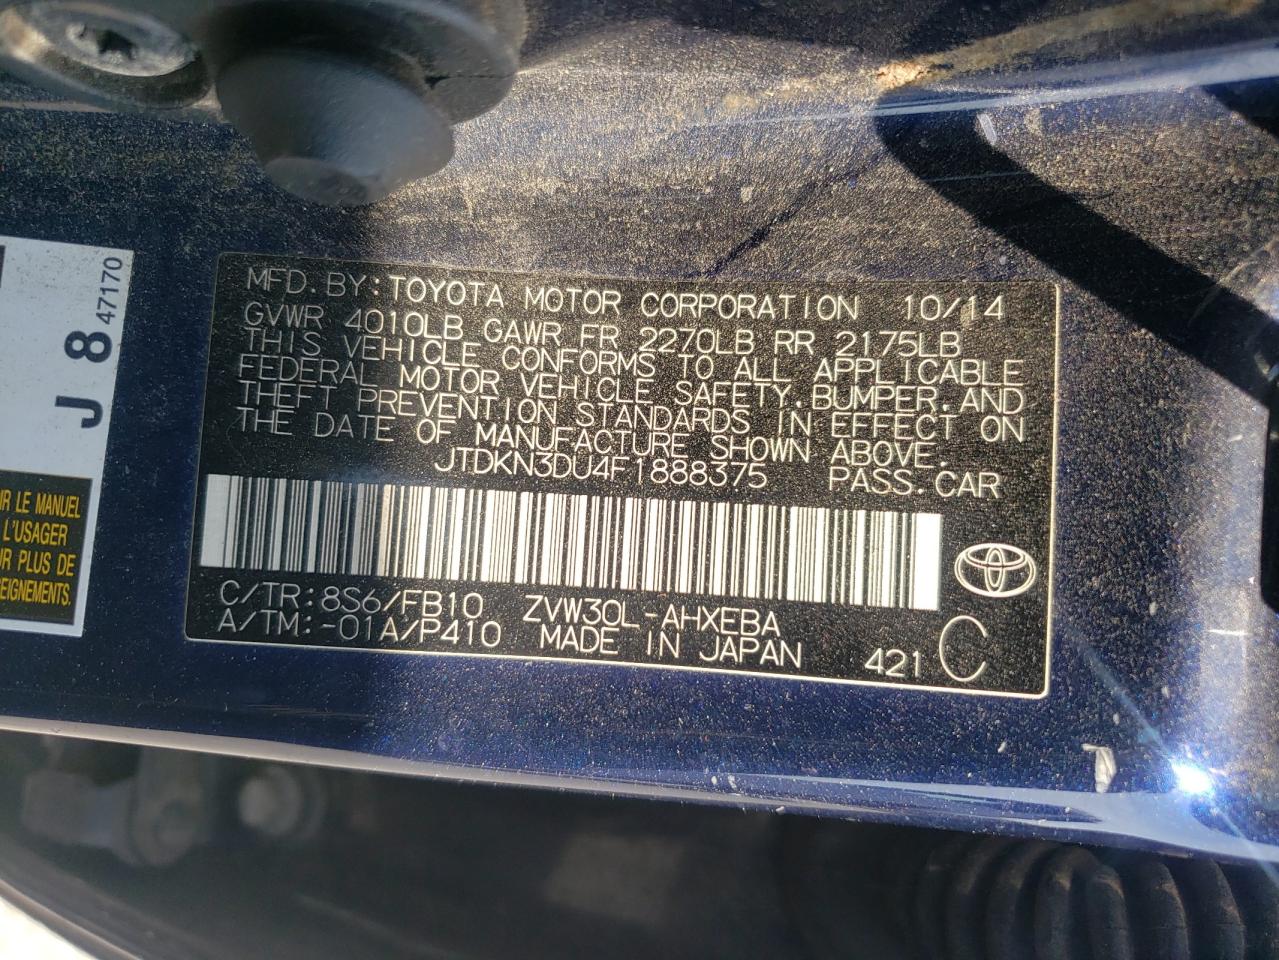 MFD. BY: TOYOTA MOTOR CORPORATION 10/14
GVWR 4010LB GAWR FR 2270LB RR 2175LB
THIS VEHICLE CONFORMS TO ALL APPLICABLE
FEDERAL MOTOR VEHICLE SAFETY, BUMPER, AND
THEFT PREVENTION STANDARDS IN EFFECT ON
THE DATE OF MANUFACTURE SHOWN ABOVE.
JTDKN3DU4F1888375 PASS. CAR
C/TR: 8S6/FB10 ZVW30L-AHXEBA
A/TM: -01A/P410 MADE IN JAPAN 421 C
J 8 47170
LE MANUEL
L'USAGER
PLUS DE